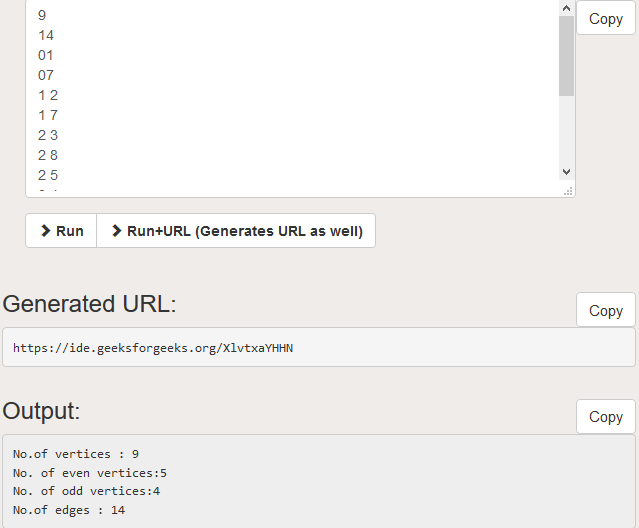 9
Copy
14
01
07
1 2
1 7
2 3
2 8
2 5
Run
Run+URL (Generates URL as well)
Generated URL:
Copy
https://ide.geeksforgeeks.org/XlvtxaYHHN
Output:
Copy
No.of vertices : 9
No. of even vertices:5
No. of odd vertices:4
No.of edges : 14